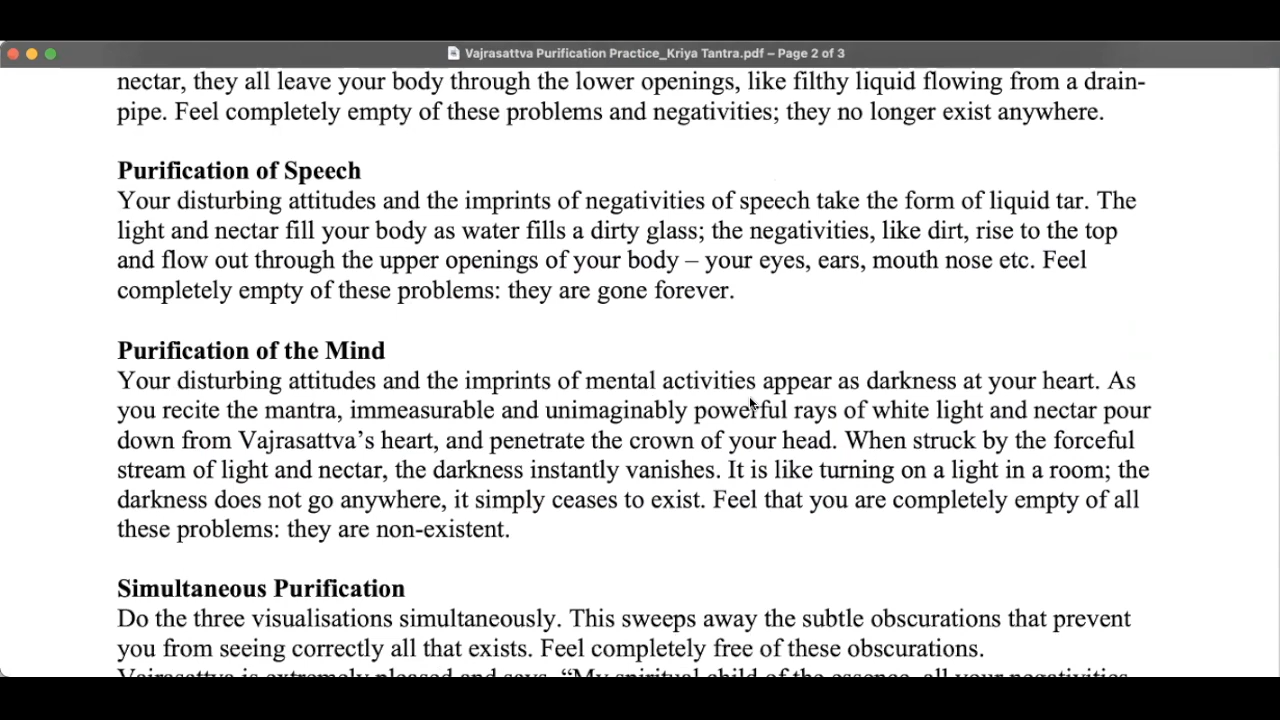 Vajrasattva Purification Practice_Kriya Tantra.pdf – Page 2 of 3
nectar, they all leave your body through the lower openings, like filthy liquid flowing from a drain-
pipe. Feel completely empty of these problems and negativities; they no longer exist anywhere.
Purification of Speech
Your disturbing attitudes and the imprints of negativities of speech take the form of liquid tar. The
light and nectar fill your body as water fills a dirty glass; the negativities, like dirt, rise to the top
and flow out through the upper openings of your body – your eyes, ears, mouth nose etc. Feel
completely empty of these problems: they are gone forever.
Purification of the Mind
Your disturbing attitudes and the imprints of mental activities appear as darkness at your heart. As
you recite the mantra, immeasurable and unimaginably powerful rays of white light and nectar pour
down from Vajrasattva’s heart, and penetrate the crown of your head. When struck by the forceful
stream of light and nectar, the darkness instantly vanishes. It is like turning on a light in a room; the
darkness does not go anywhere, it simply ceases to exist. Feel that you are completely empty of all
these problems: they are non-existent.
Simultaneous Purification
Do the three visualisations simultaneously. This sweeps away the subtle obscurations that prevent
you from seeing correctly all that exists. Feel completely free of these obscurations.
Vajrasattva is extremely pleased and says, “My spiritual child of the essence, all your negativities